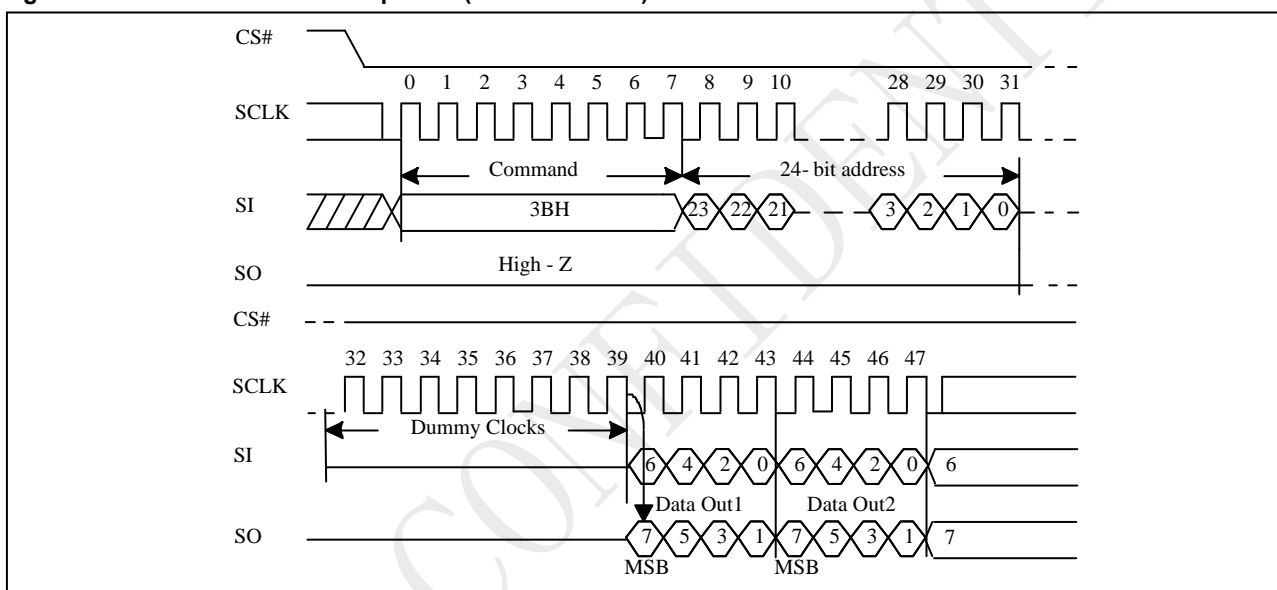 CS#
0 1 2 3 4 5 6 7 8 9 10 28 29 30 31
SCLK
Command 24- bit address
SI 3BH 23 22 21 3 2 1 0
SO High - Z
CS#
32 33 34 35 36 37 38 39 40 41 42 43 44 45 46 47
SCLK
Dummy Clocks
SI 6 4 2 0 6 4 2 0 6
Data Out1 Data Out2
SO 7 5 3 1 7 5 3 1 7
MSB MSB
CONFIDENT